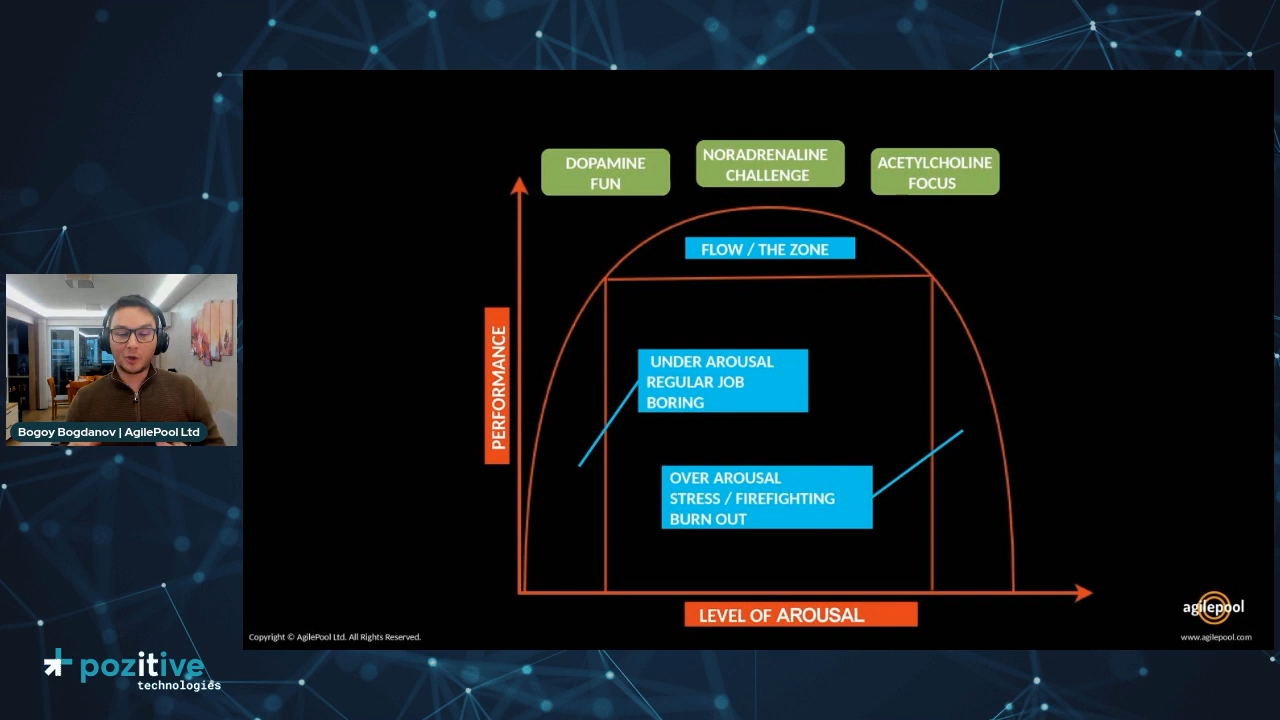 DOPAMINE
FUN
NORADRENALINE
CHALLENGE
ACETYLCHOLINE
FOCUS
FLOW / THE ZONE
PERFORMANCE
UNDER AROUSAL
REGULAR JOB
BORING
OVER AROUSAL
STRESS / FIREFIGHTING
BURN OUT
LEVEL OF AROUSAL
Bogoy Bogdanov | AgilePool Ltd
Copyright © AgilePool Ltd. All Rights Reserved.
agilepool
www.agilepool.com
pozitive
technologies